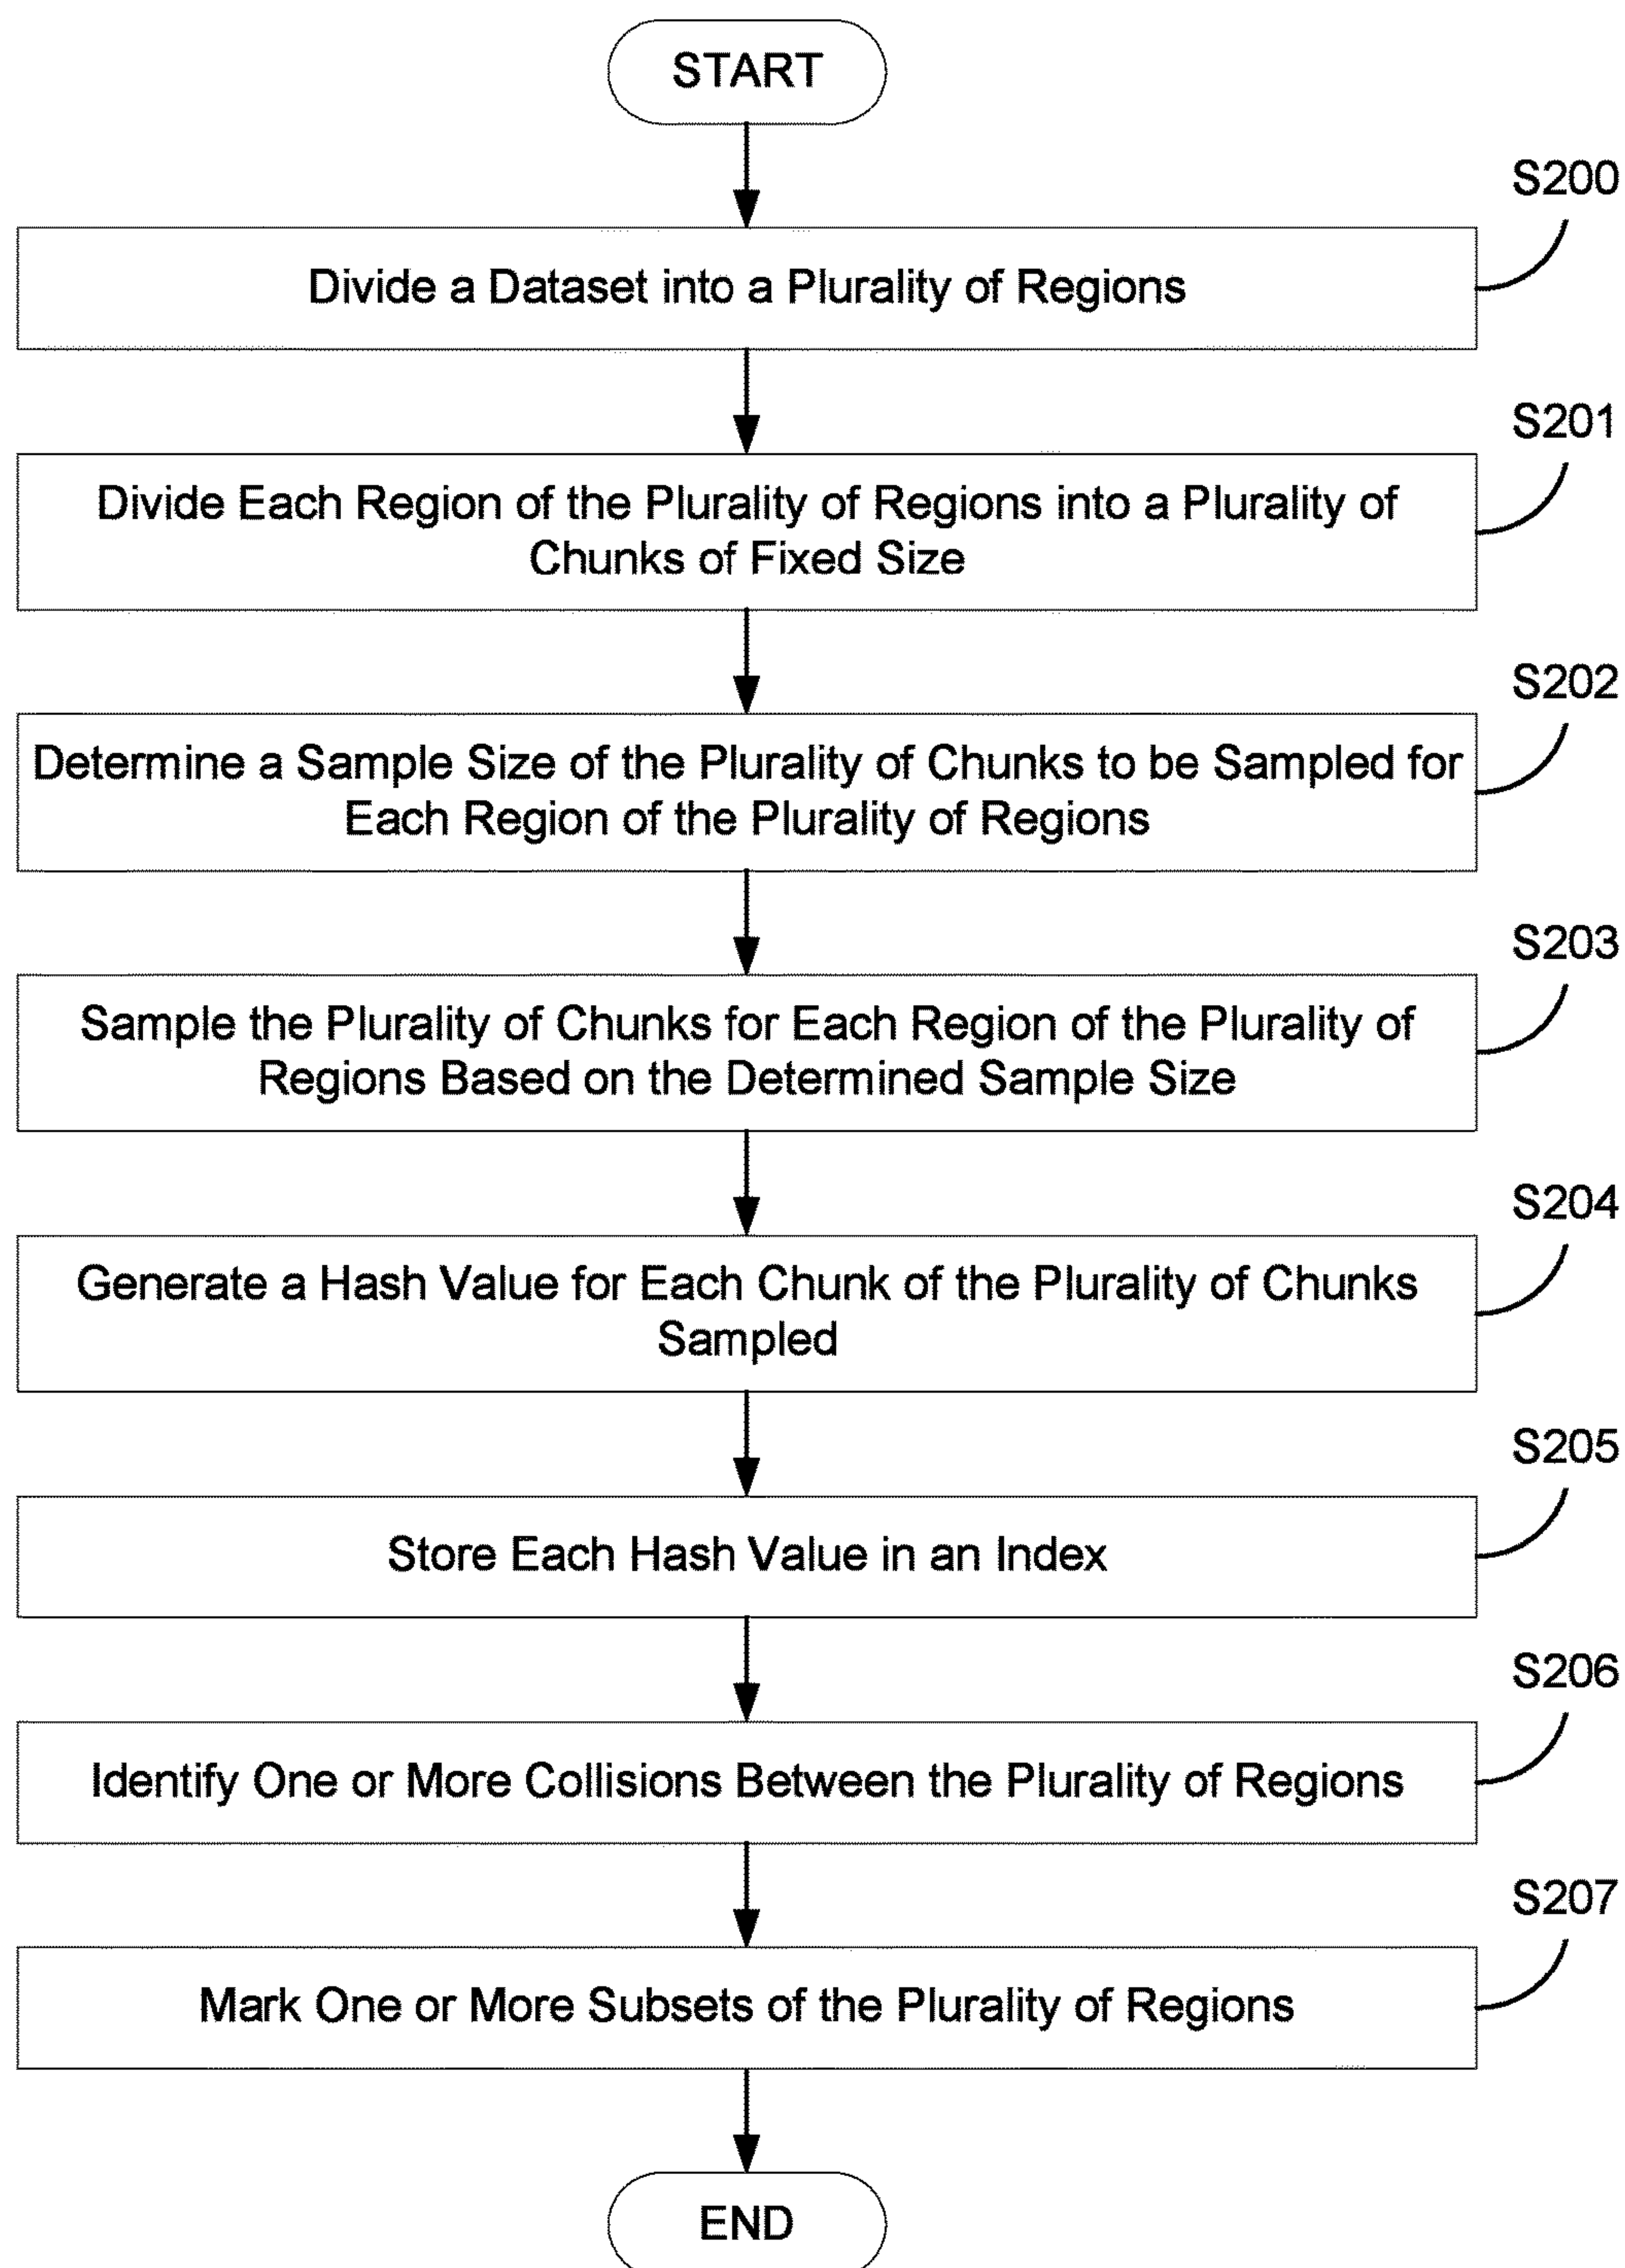 START
S200
Divide a Dataset into a Plurality of Regions
S201
Divide Each Region of the Plurality of Regions into a Plurality of
Chunks of Fixed Size
S202
Determine a Sample Size of the Plurality of Chunks to be Sampled for
Each Region of the Plurality of Regions
S203
Sample the Plurality of Chunks for Each Region of the Plurality of
Regions Based on the Determined Sample Size
S204
Generate a Hash Value for Each Chunk of the Plurality of Chunks
Sampled
S205
Store Each Hash Value in an Index
S206
Identify One or More Collisions Between the Plurality of Regions
S207
Mark One or More Subsets of the Plurality of Regions
END